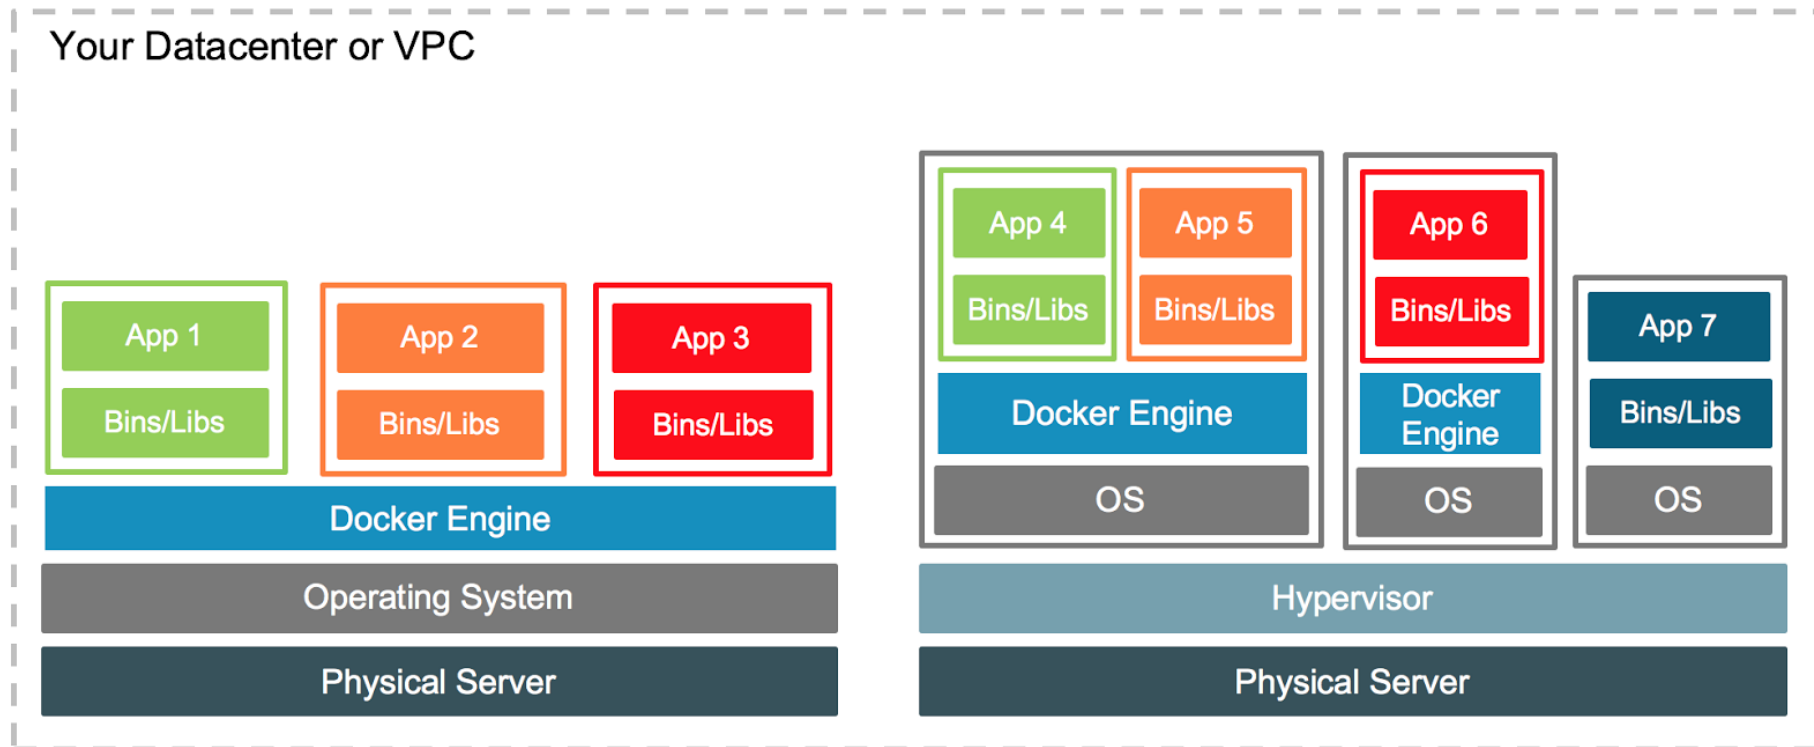 Your Datacenter or VPC
App 1
Bins/Libs
App 2
Bins/Libs
App 3
Bins/Libs
Docker Engine
Operating System
Physical Server
App 4
Bins/Libs
App 5
Bins/Libs
Docker Engine
OS
App 6
Bins/Libs
Docker
Engine
OS
App 7
Bins/Libs
OS
Hypervisor
Physical Server